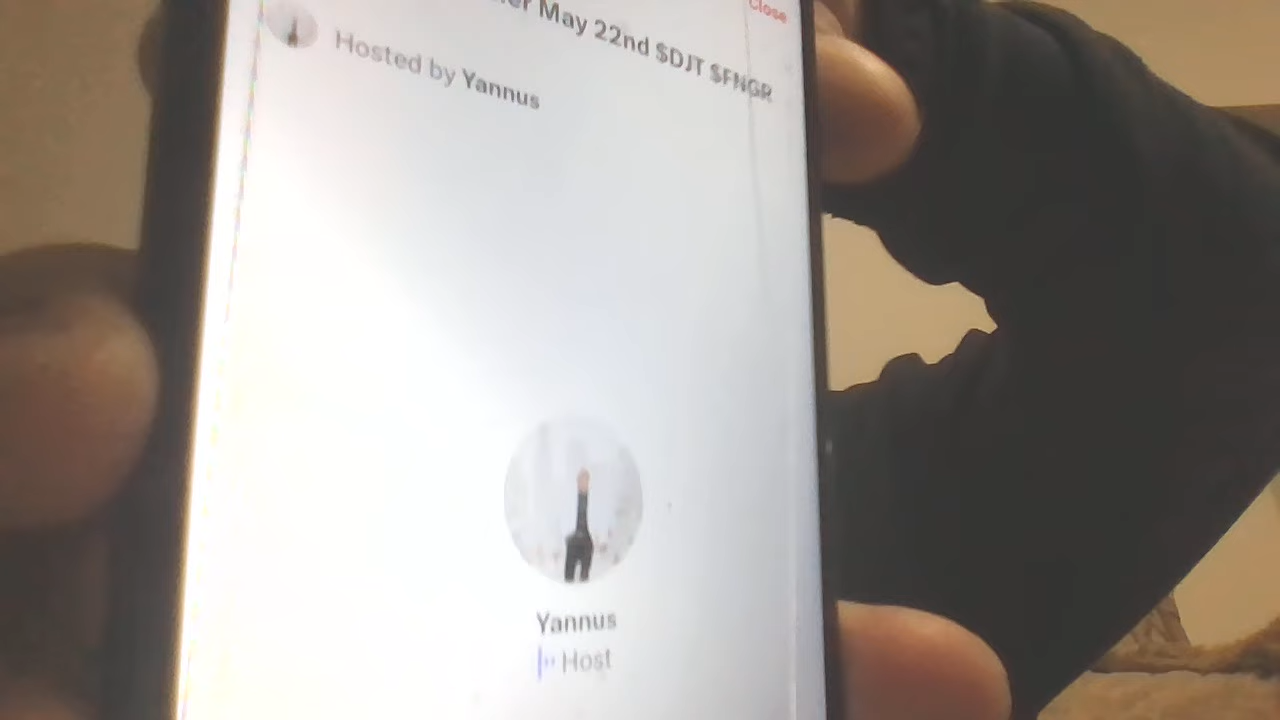 Close
May 22nd $DJT $FNGR
Hosted by Yannus
Yannus
Host